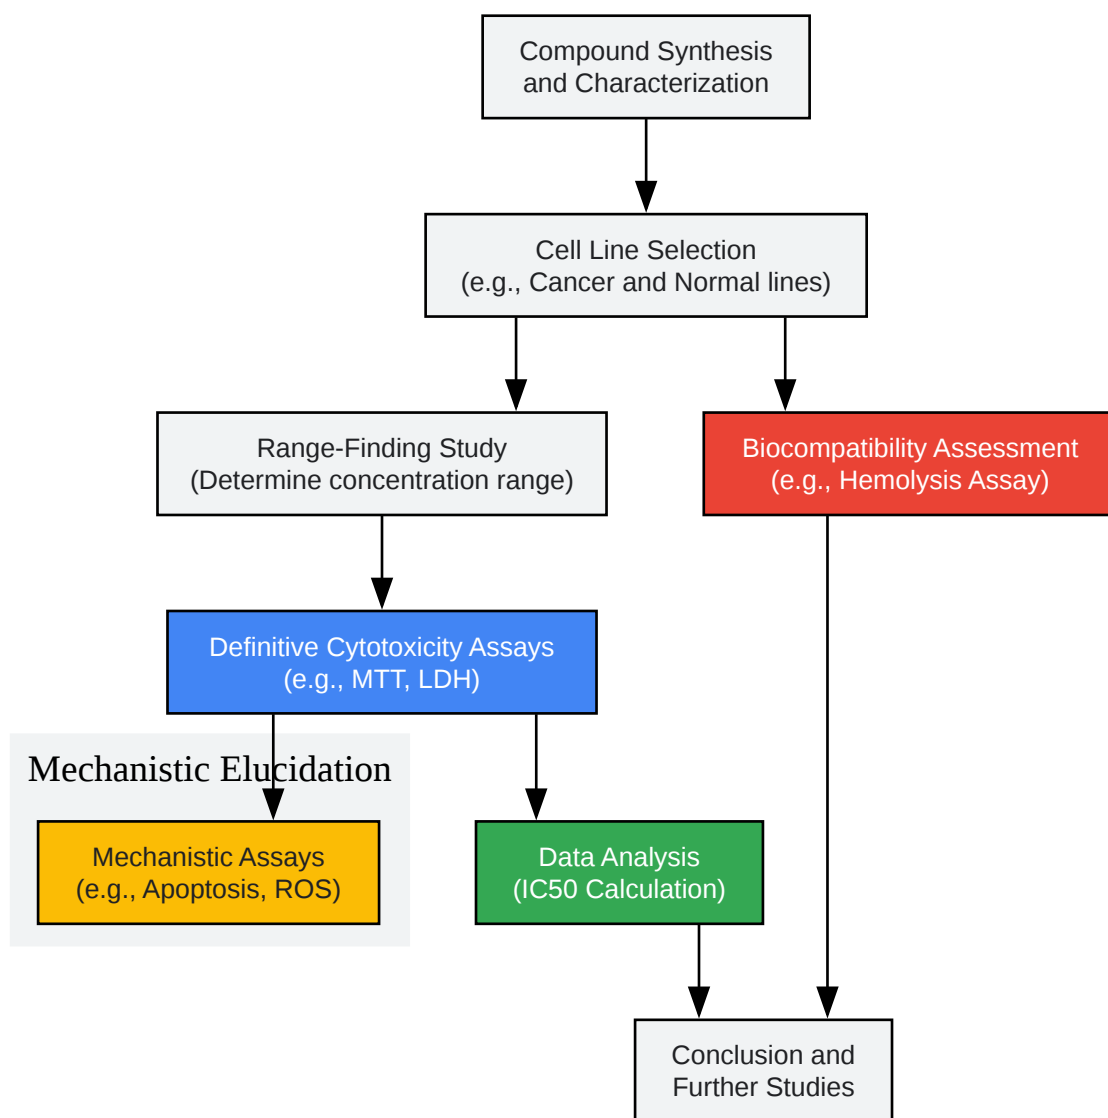 Compound Synthesis
and Characterization
Cell Line Selection
(e.g., Cancer and Normal lines)
Range-Finding Study
(Determine concentration range)
Biocompatibility Assessment
(e.g., Hemolysis Assay)
Definitive Cytotoxicity Assays
(e.g., MTT, LDH)
Mechanistic Elucidation
Mechanistic Assays
(e.g., Apoptosis, ROS)
Data Analysis
(IC50 Calculation)
Conclusion and
Further Studies